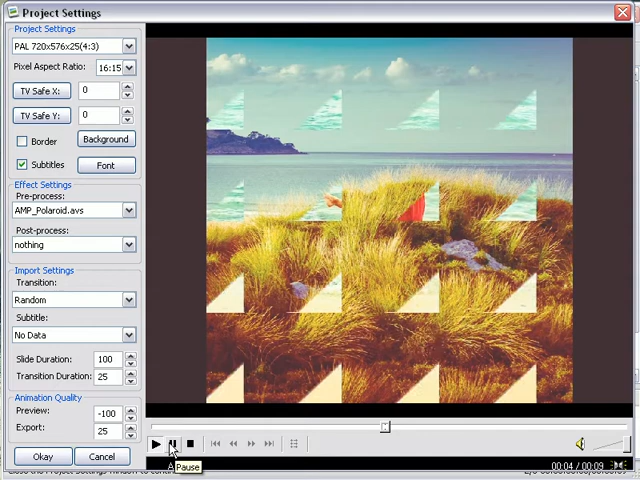 Project Settings
Project Settings
PAL 720x576x25(4:3)
Pixel Aspect Ratio: 16:15
TV Safe X: 0
TV Safe Y: 0
Border Background
Subtitles Font
Effect Settings
Pre-process:
AMP_Polaroid.avs
Post-process:
nothing
Import Settings
Transition:
Random
Subtitle:
No Data
Slide Duration: 100
Transition Duration: 25
Animation Quality
Preview: -100
Export: 25
Okay Cancel
Pause
00:04 / 00:09